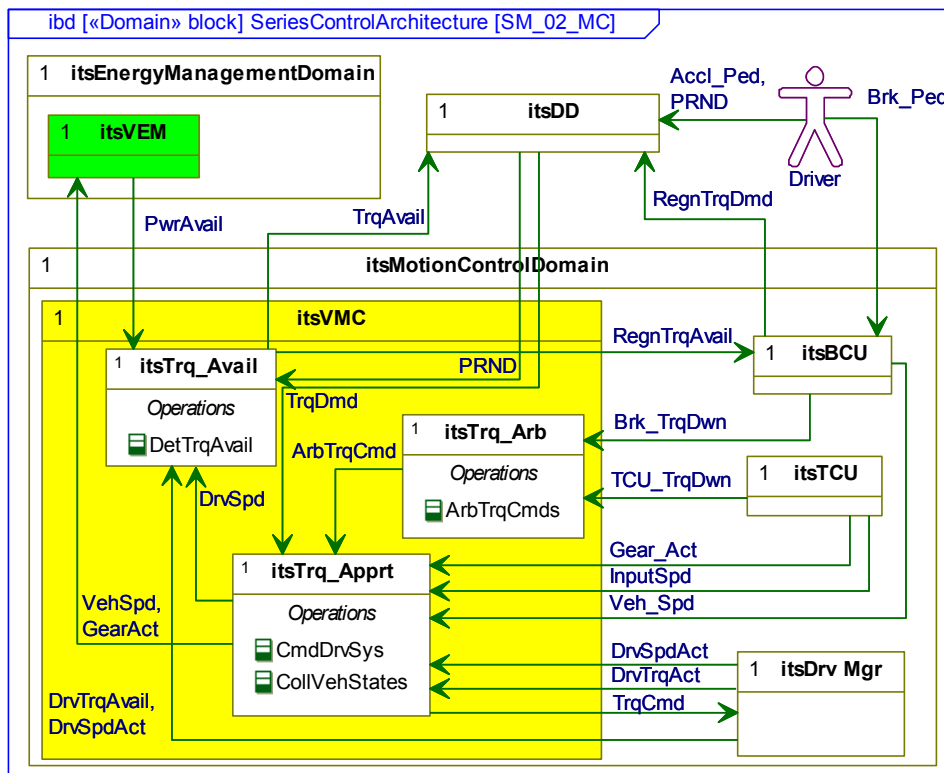 ibd [«Domain» block] SeriesControlArchitecture [SM_02_MC]
1 itsEnergyManagementDomain
1 itsVEM
1 itsDD
Accl_Ped,
PRND
Brk_Ped
Driver
PwrAvail
TrqAvail
RegnTrqDmd
1 itsMotionControlDomain
1 itsVMC
RegnTrqAvail
1 itsTrq_Avail
Operations
DetTrqAvail
PRND
TrqDmd
1 itsBCU
1 itsTrq_Arb
Operations
ArbTrqCmds
ArbTrqCmd
Brk_TrqDwn
1 itsTCU
TCU_TrqDwn
DrvSpd
1 itsTrq_Apprt
Operations
CmdDrvSys
CollVehStates
Gear_Act
InputSpd
Veh_Spd
VehSpd,
GearAct
DrvSpdAct
DrvTrqAct
TrqCmd
1 itsDrv Mgr
DrvTrqAvail,
DrvSpdAct